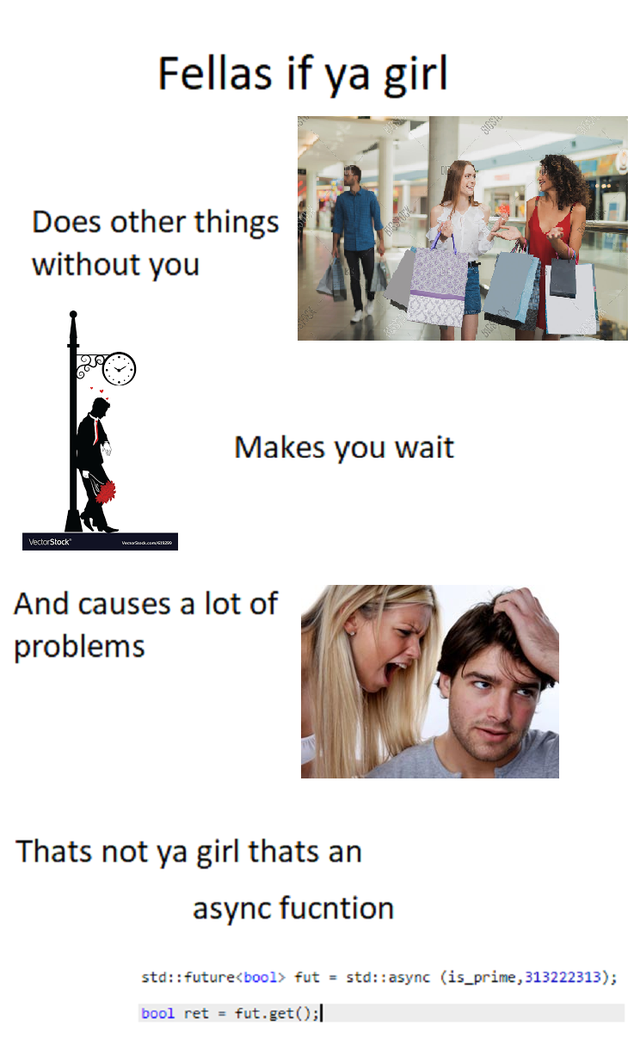 Fellas if ya girl
Does other things
without you
Makes you wait
VectorStock®
VectorStock.com/429299
And causes a lot of
problems
Thats not ya girl thats an
async fucntion
std::future<bool> fut = std::async (is_prime,313222313);
bool ret = fut.get();